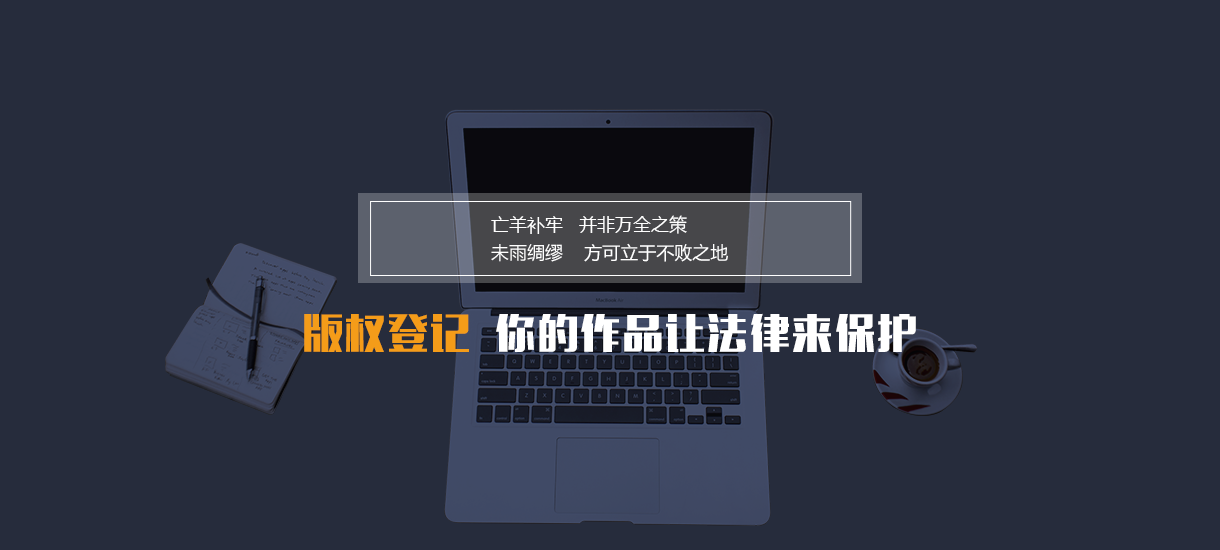 亡羊补牢 并非万全之策
未雨绸缪 方可立于不败之地
版权登记 你的作品让法律来保护